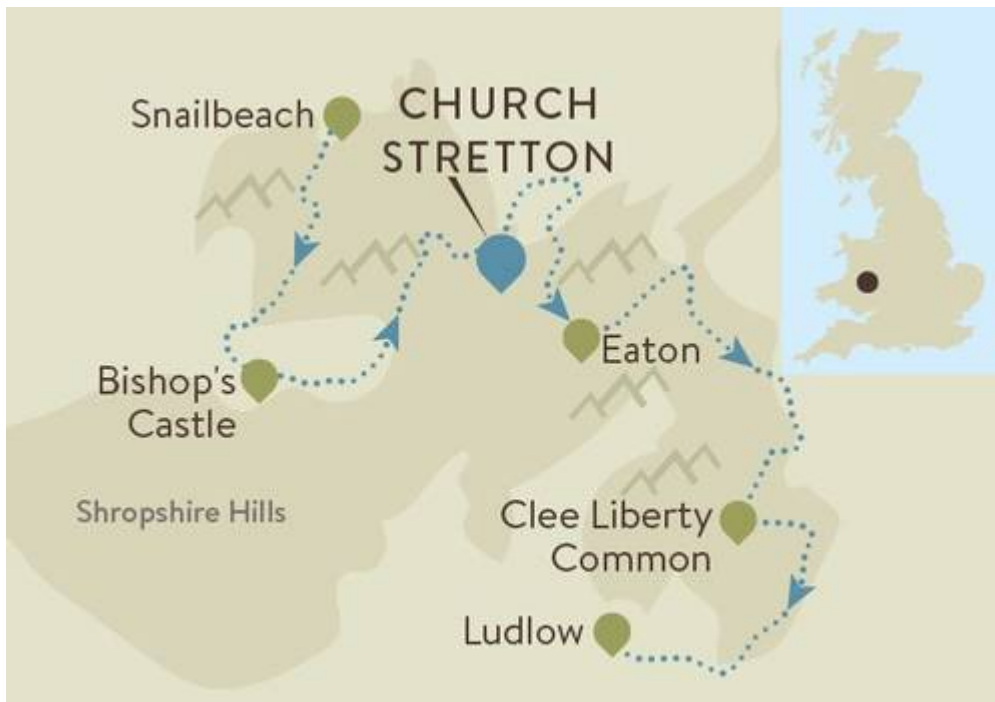 Snailbeach
CHURCH
STRETTON
Bishop's
Castle
Eaton
Shropshire Hills
Clee Liberty
Common
Ludlow